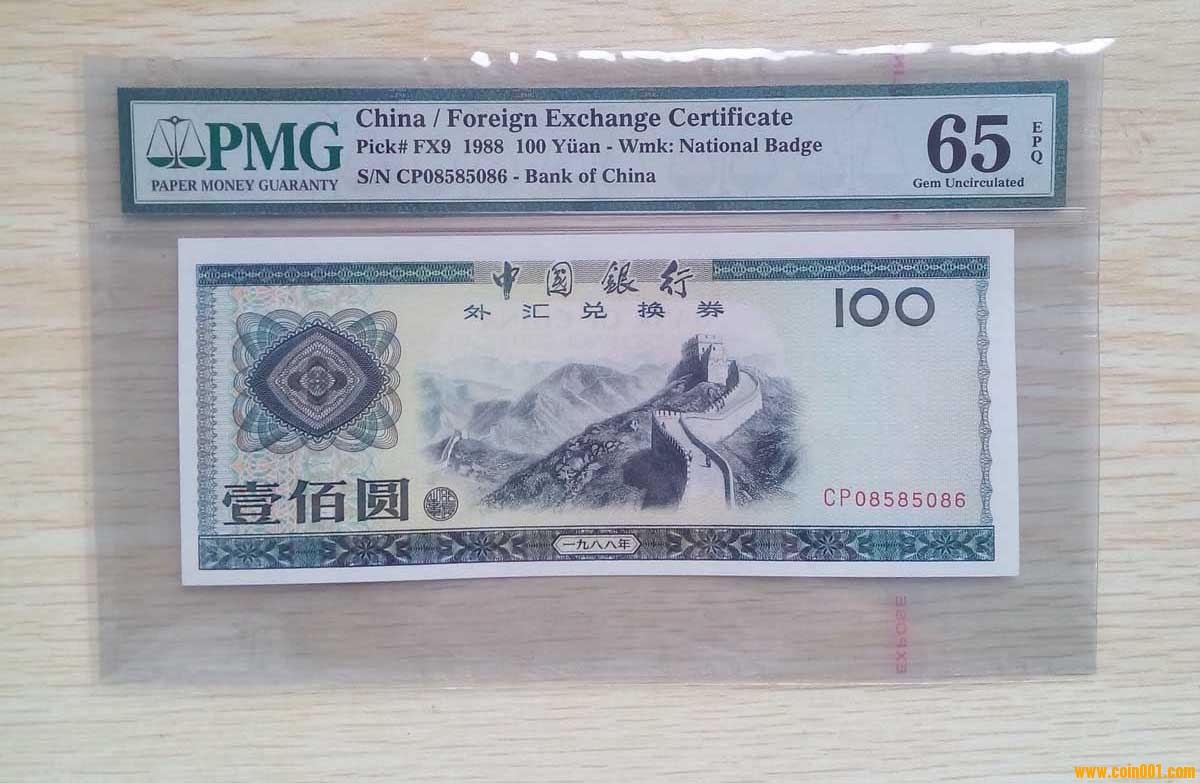 PMG
PAPER MONEY GUARANTY
China / Foreign Exchange Certificate
Pick# FX9 1988 100 Yüan - Wmk: National Badge
S/N CP08585086 - Bank of China
65
EPQ
Gem Uncirculated
中國銀行
外汇兑换券
100
CP08585086
壹佰圆
一九八八年
EXPOSE
www.coin001.com